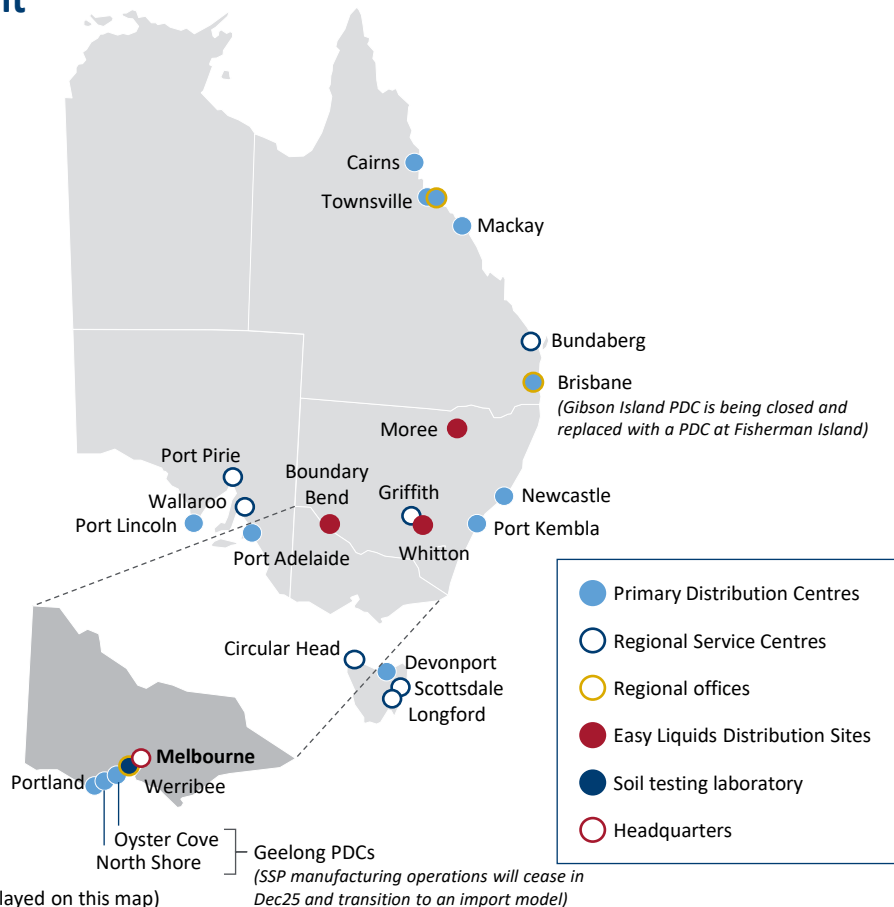 Cairns
Townsville
Mackay
Bundaberg
Brisbane
(Gibson Island PDC is being closed and
replaced with a PDC at Fisherman Island)
Moree
Port Pirie
Boundary
Bend
Griffith
Wallaroo
Newcastle
Port Lincoln
Port Kembla
Port Adelaide
Whitton
Primary Distribution Centres
Regional Service Centres
Regional offices
Easy Liquids Distribution Sites
Soil testing laboratory
Headquarters
Circular Head
Devonport
Scottsdale
Longford
Melbourne
Portland
Werribee
Oyster Cove
North Shore
Geelong PDCs
(SSP manufacturing operations will cease in
Dec25 and transition to an import model)
layed on this map)